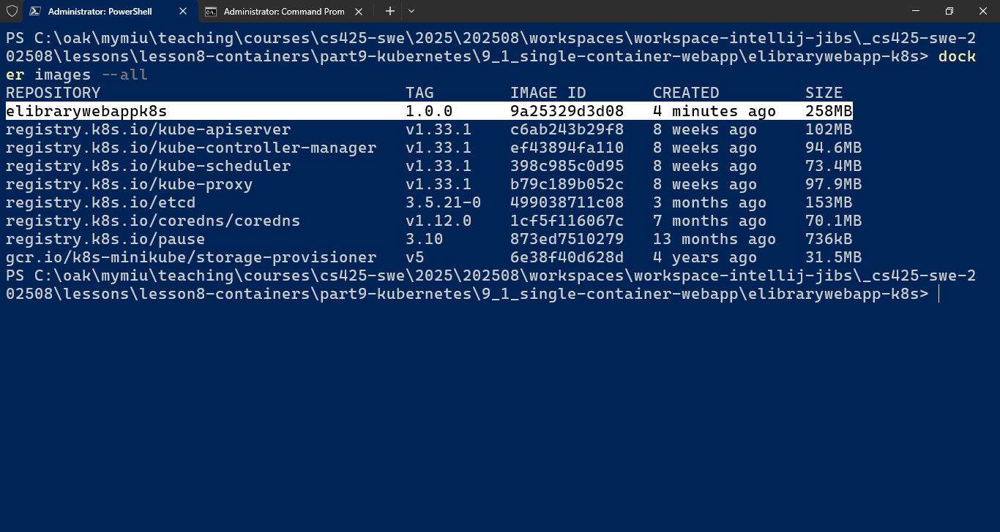 Administrator: PowerShell
Administrator: Command Prom
PS C:\oak\mymiu\teaching\courses\cs425-swe\2025\202508\workspaces\workspace-intellij-jibs\_cs425-swe-2
02508\lessons\lesson8-containers\part9-kubernetes\9_1_single-container-webapp\elibrarywebapp-k8s> dock
er images --all
REPOSITORY TAG IMAGE ID CREATED SIZE
elibrarywebappk8s 1.0.0 9a25329d3d08 4 minutes ago 258MB
registry.k8s.io/kube-apiserver v1.33.1 c6ab243b29f8 8 weeks ago 102MB
registry.k8s.io/kube-controller-manager v1.33.1 ef43894fa110 8 weeks ago 94.6MB
registry.k8s.io/kube-scheduler v1.33.1 398c985c0d95 8 weeks ago 73.4MB
registry.k8s.io/kube-proxy v1.33.1 b79c189b052c 8 weeks ago 97.9MB
registry.k8s.io/etcd 3.5.21-0 499038711c08 3 months ago 153MB
registry.k8s.io/coredns/coredns v1.12.0 1cf5f116067c 7 months ago 70.1MB
registry.k8s.io/pause 3.10 873ed7510279 13 months ago 736kB
gcr.io/k8s-minikube/storage-provisioner v5 6e38f40d628d 4 years ago 31.5MB
PS C:\oak\mymiu\teaching\courses\cs425-swe\2025\202508\workspaces\workspace-intellij-jibs\_cs425-swe-2
02508\lessons\lesson8-containers\part9-kubernetes\9_1_single-container-webapp\elibrarywebapp-k8s>